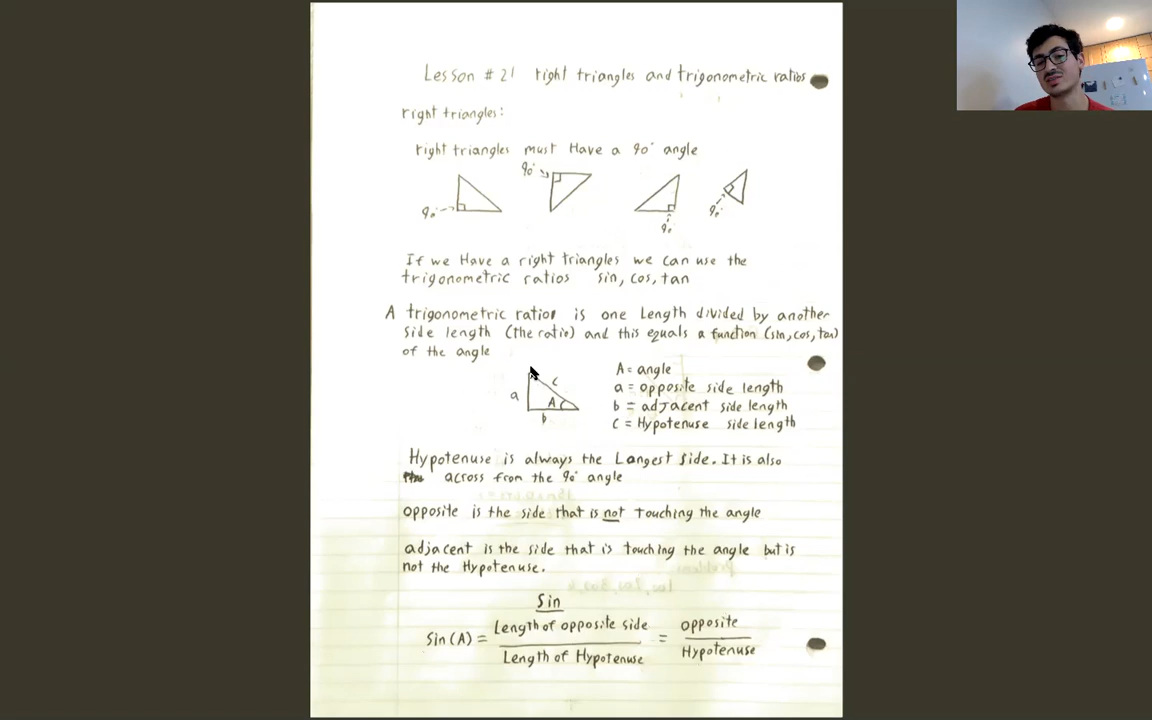 Lesson # 21 right triangles and trigonometric ratios
right triangles:
right triangles must Have a 90° angle
90°
90°
90°
90°
If we Have a right triangles we can use the
trigonometric ratios sin, cos, tan
A trigonometric ratios is one Length divided by another
side length (the ratio) and this equals a function (sin, cos, tan)
of the angle
a c A b
A = angle
a = opposite side length
b = adjacent side length
C = Hypotenuse side length
Hypotenuse is always the Longest side. It is also
across from the 90° angle
opposite is the side that is not touching the angle
adjacent is the side that is touching the angle but is
not the Hypotenuse.
Sin
Sin (A) = Length of opposite side / Length of Hypotenuse = opposite / Hypotenuse